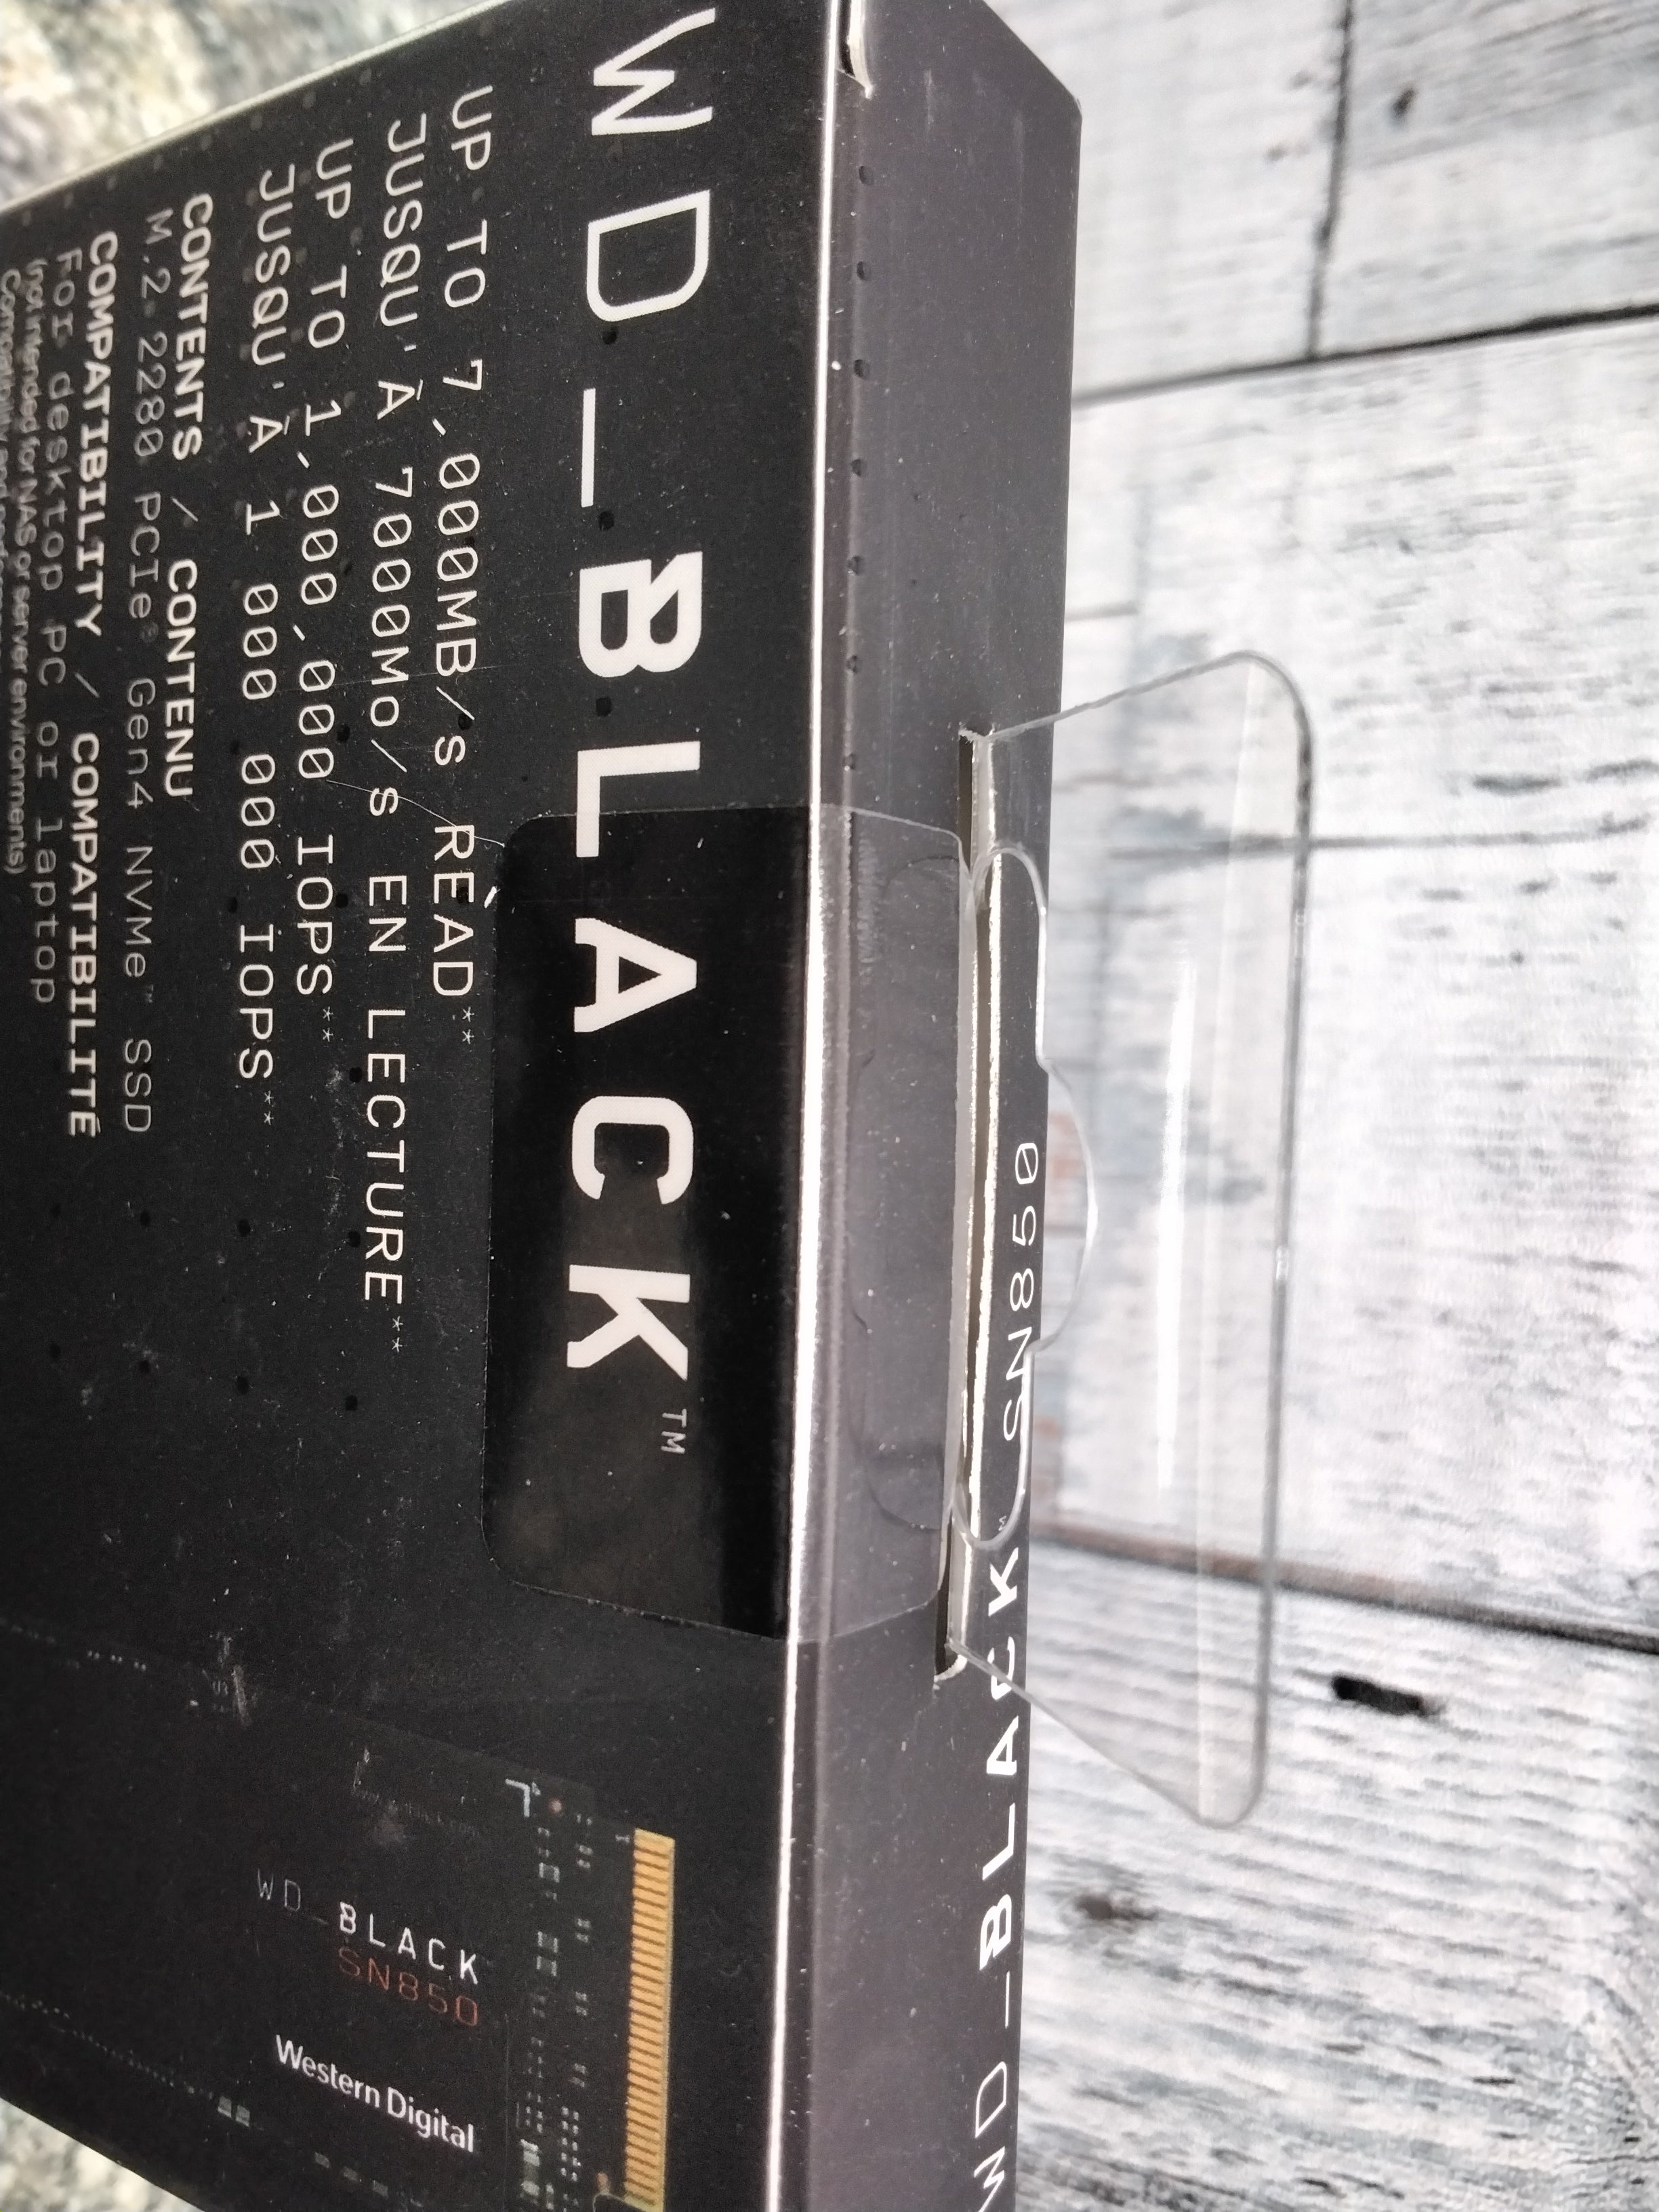 WD_BLACK™
UP TO 7,000MB/s READ**
JUSQU'À 7000Mo/s EN LECTURE**
UP TO 1,000,000 IOPS**
JUSQU'À 1 000 000 IOPS**
CONTENTS / CONTENU
M.2 2280 PCIe® Gen4 NVMe™ SSD
COMPATIBILITY / COMPATIBILITÉ
For desktop PC or laptop
(not intended for NAS or server environments)
WD_BLACK
SN850
Western Digital
WD_BLACK™ SN850